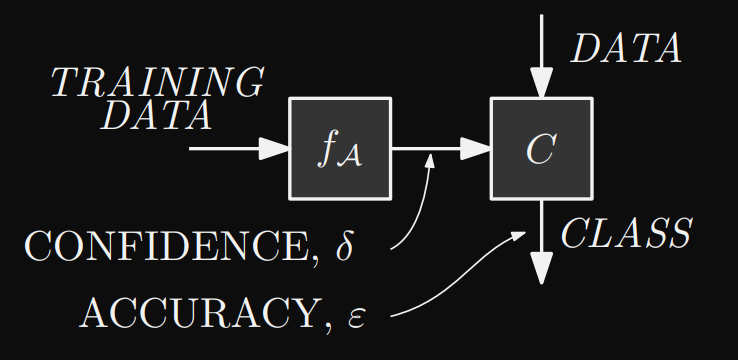 DATA
TRAINING
DATA
f𝒜
C
CLASS
CONFIDENCE, δ
ACCURACY, ε